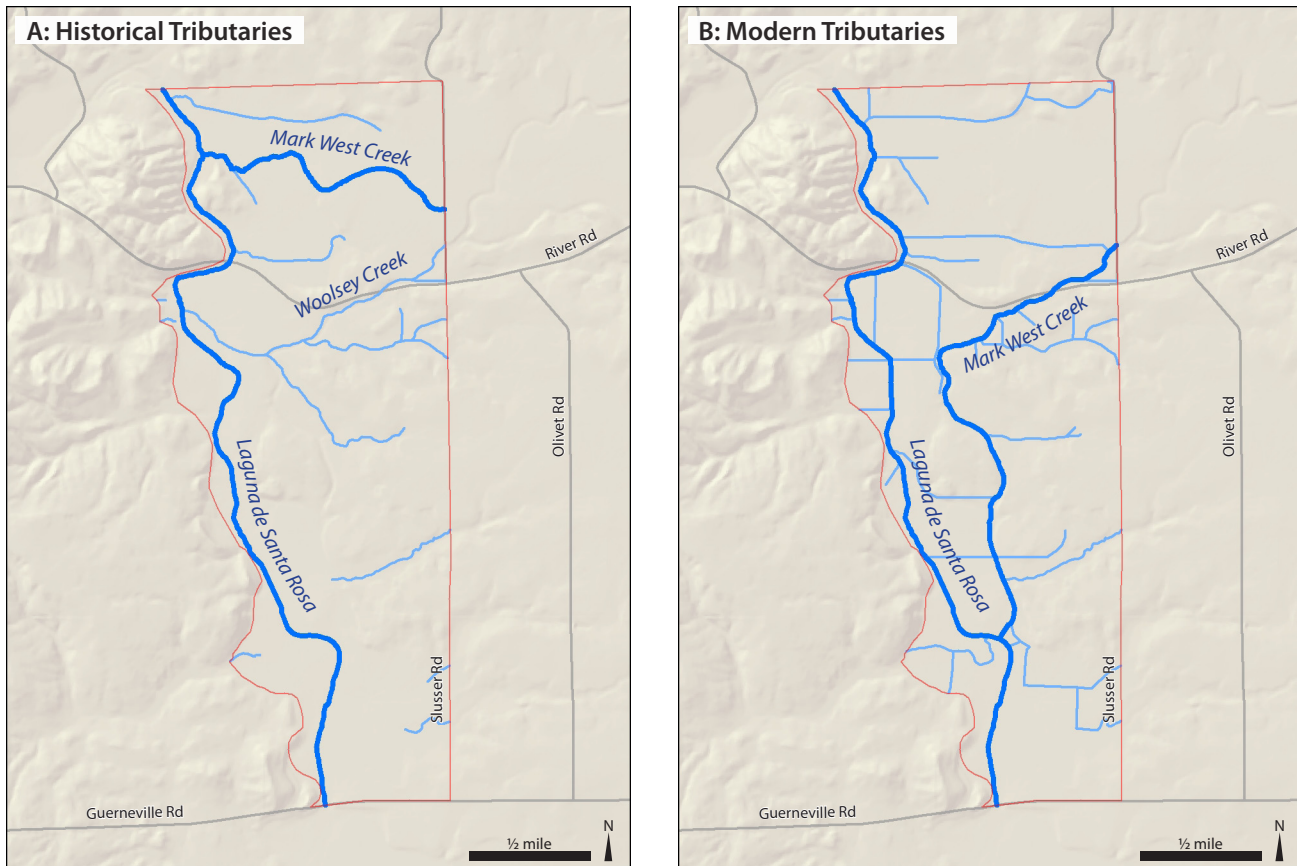 A: Historical Tributaries
Mark West Creek
River Rd
Woolsey Creek
Olivet Rd
Laguna de Santa Rosa
Slusser Rd
Guerneville Rd
½ mile
N
B: Modern Tributaries
River Rd
Mark West Creek
Olivet Rd
Laguna de Santa Rosa
Slusser Rd
Guerneville Rd
½ mile
N